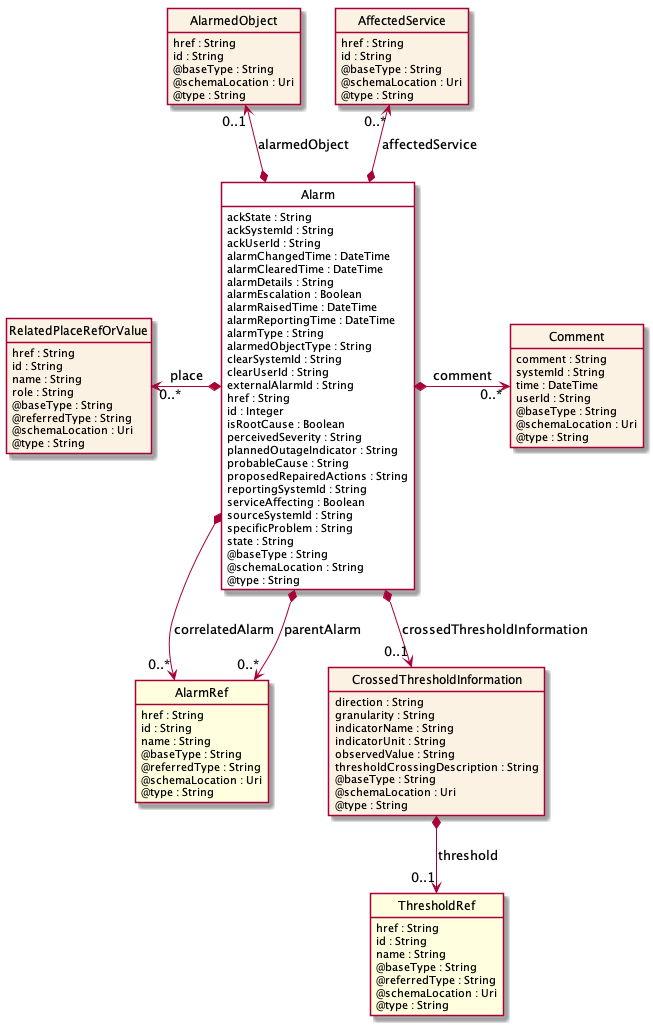 AlarmedObject
href : String
id : String
@baseType : String
@schemaLocation : Uri
@type : String
AffectedService
href : String
id : String
@baseType : String
@schemaLocation : Uri
@type : String
0..1
0..*
alarmedObject
affectedService
Alarm
ackState : String
ackSystemId : String
ackUserId : String
alarmChangedTime : DateTime
alarmClearedTime : DateTime
alarmDetails : String
alarmEscalation : Boolean
alarmRaisedTime : DateTime
alarmReportingTime : DateTime
alarmType : String
alarmedObjectType : String
clearSystemId : String
clearUserId : String
externalAlarmId : String
href : String
id : Integer
isRootCause : Boolean
perceivedSeverity : String
plannedOutageIndicator : String
probableCause : String
proposedRepairedActions : String
reportingSystemId : String
serviceAffecting : Boolean
sourceSystemId : String
specificProblem : String
state : String
@baseType : String
@schemaLocation : String
@type : String
RelatedPlaceRefOrValue
href : String
id : String
name : String
role : String
@baseType : String
@referredType : String
@schemaLocation : Uri
@type : String
place
0..*
comment
0..*
Comment
comment : String
systemId : String
time : DateTime
userId : String
@baseType : String
@schemaLocation : Uri
@type : String
correlatedAlarm
parentAlarm
crossedThresholdInformation
0..*
0..*
0..1
AlarmRef
href : String
id : String
name : String
@baseType : String
@referredType : String
@schemaLocation : Uri
@type : String
CrossedThresholdInformation
direction : String
granularity : String
indicatorName : String
indicatorUnit : String
observedValue : String
thresholdCrossingDescription : String
@baseType : String
@schemaLocation : Uri
@type : String
threshold
0..1
ThresholdRef
href : String
id : String
name : String
@baseType : String
@referredType : String
@schemaLocation : Uri
@type : String